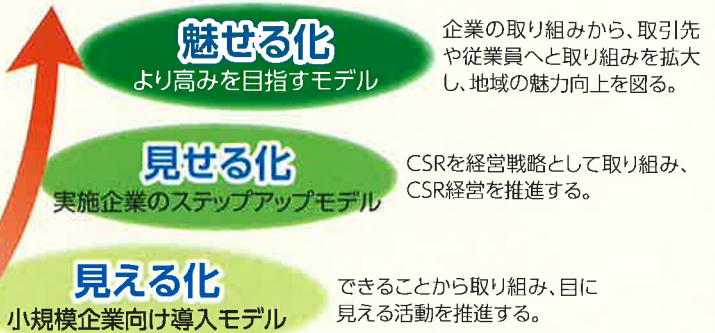 魅せる化
より高みを目指すモデル
企業の取り組みから、取引先
や従業員へと取り組みを拡大
し、地域の魅力向上を図る。
見せる化
実施企業のステップアップモデル
CSRを経営戦略として取り組み、
CSR経営を推進する。
見える化
小規模企業向け導入モデル
できることから取り組み、目に
見える活動を推進する。